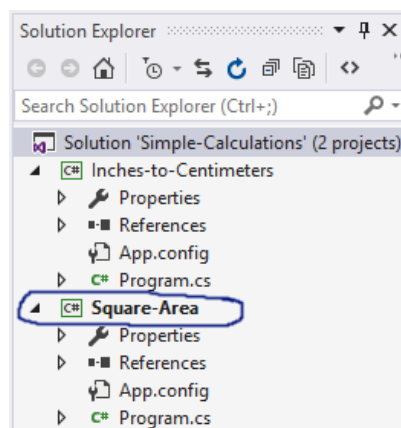 Solution Explorer
Search Solution Explorer (Ctrl+;)
Solution 'Simple-Calculations' (2 projects)
C# Inches-to-Centimeters
Properties
References
App.config
C# Program.cs
C# Square-Area
Properties
References
App.config
C# Program.cs